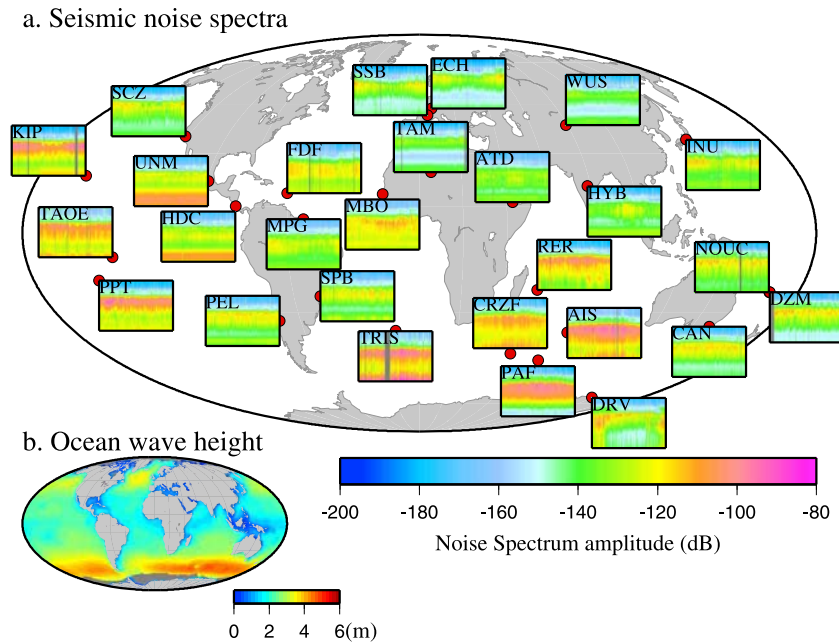 a. Seismic noise spectra
SSB
ECH
WUS
SCZ
KIP
TAM
INU
UNM
FDF
ATD
HYB
TAOE
HDC
MPG
MBO
RER
NOUC
PPT
PEL
SPB
CRZF
AIS
DZM
TRIS
CAN
PAF
DRV
b. Ocean wave height
-200 -180 -160 -140 -120 -100 -80
Noise Spectrum amplitude (dB)
0 2 4 6(m)